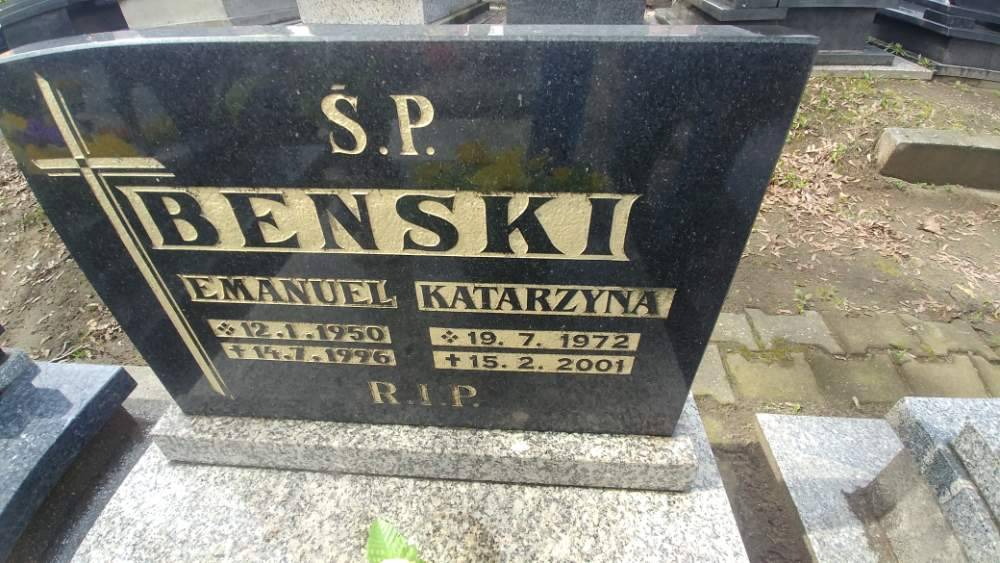 Ś.P.
BENSKI
EMANUEL KATARZYNA
12.1.1950 19.7.1972
14.7.1996 15.2.2001
R.I.P.